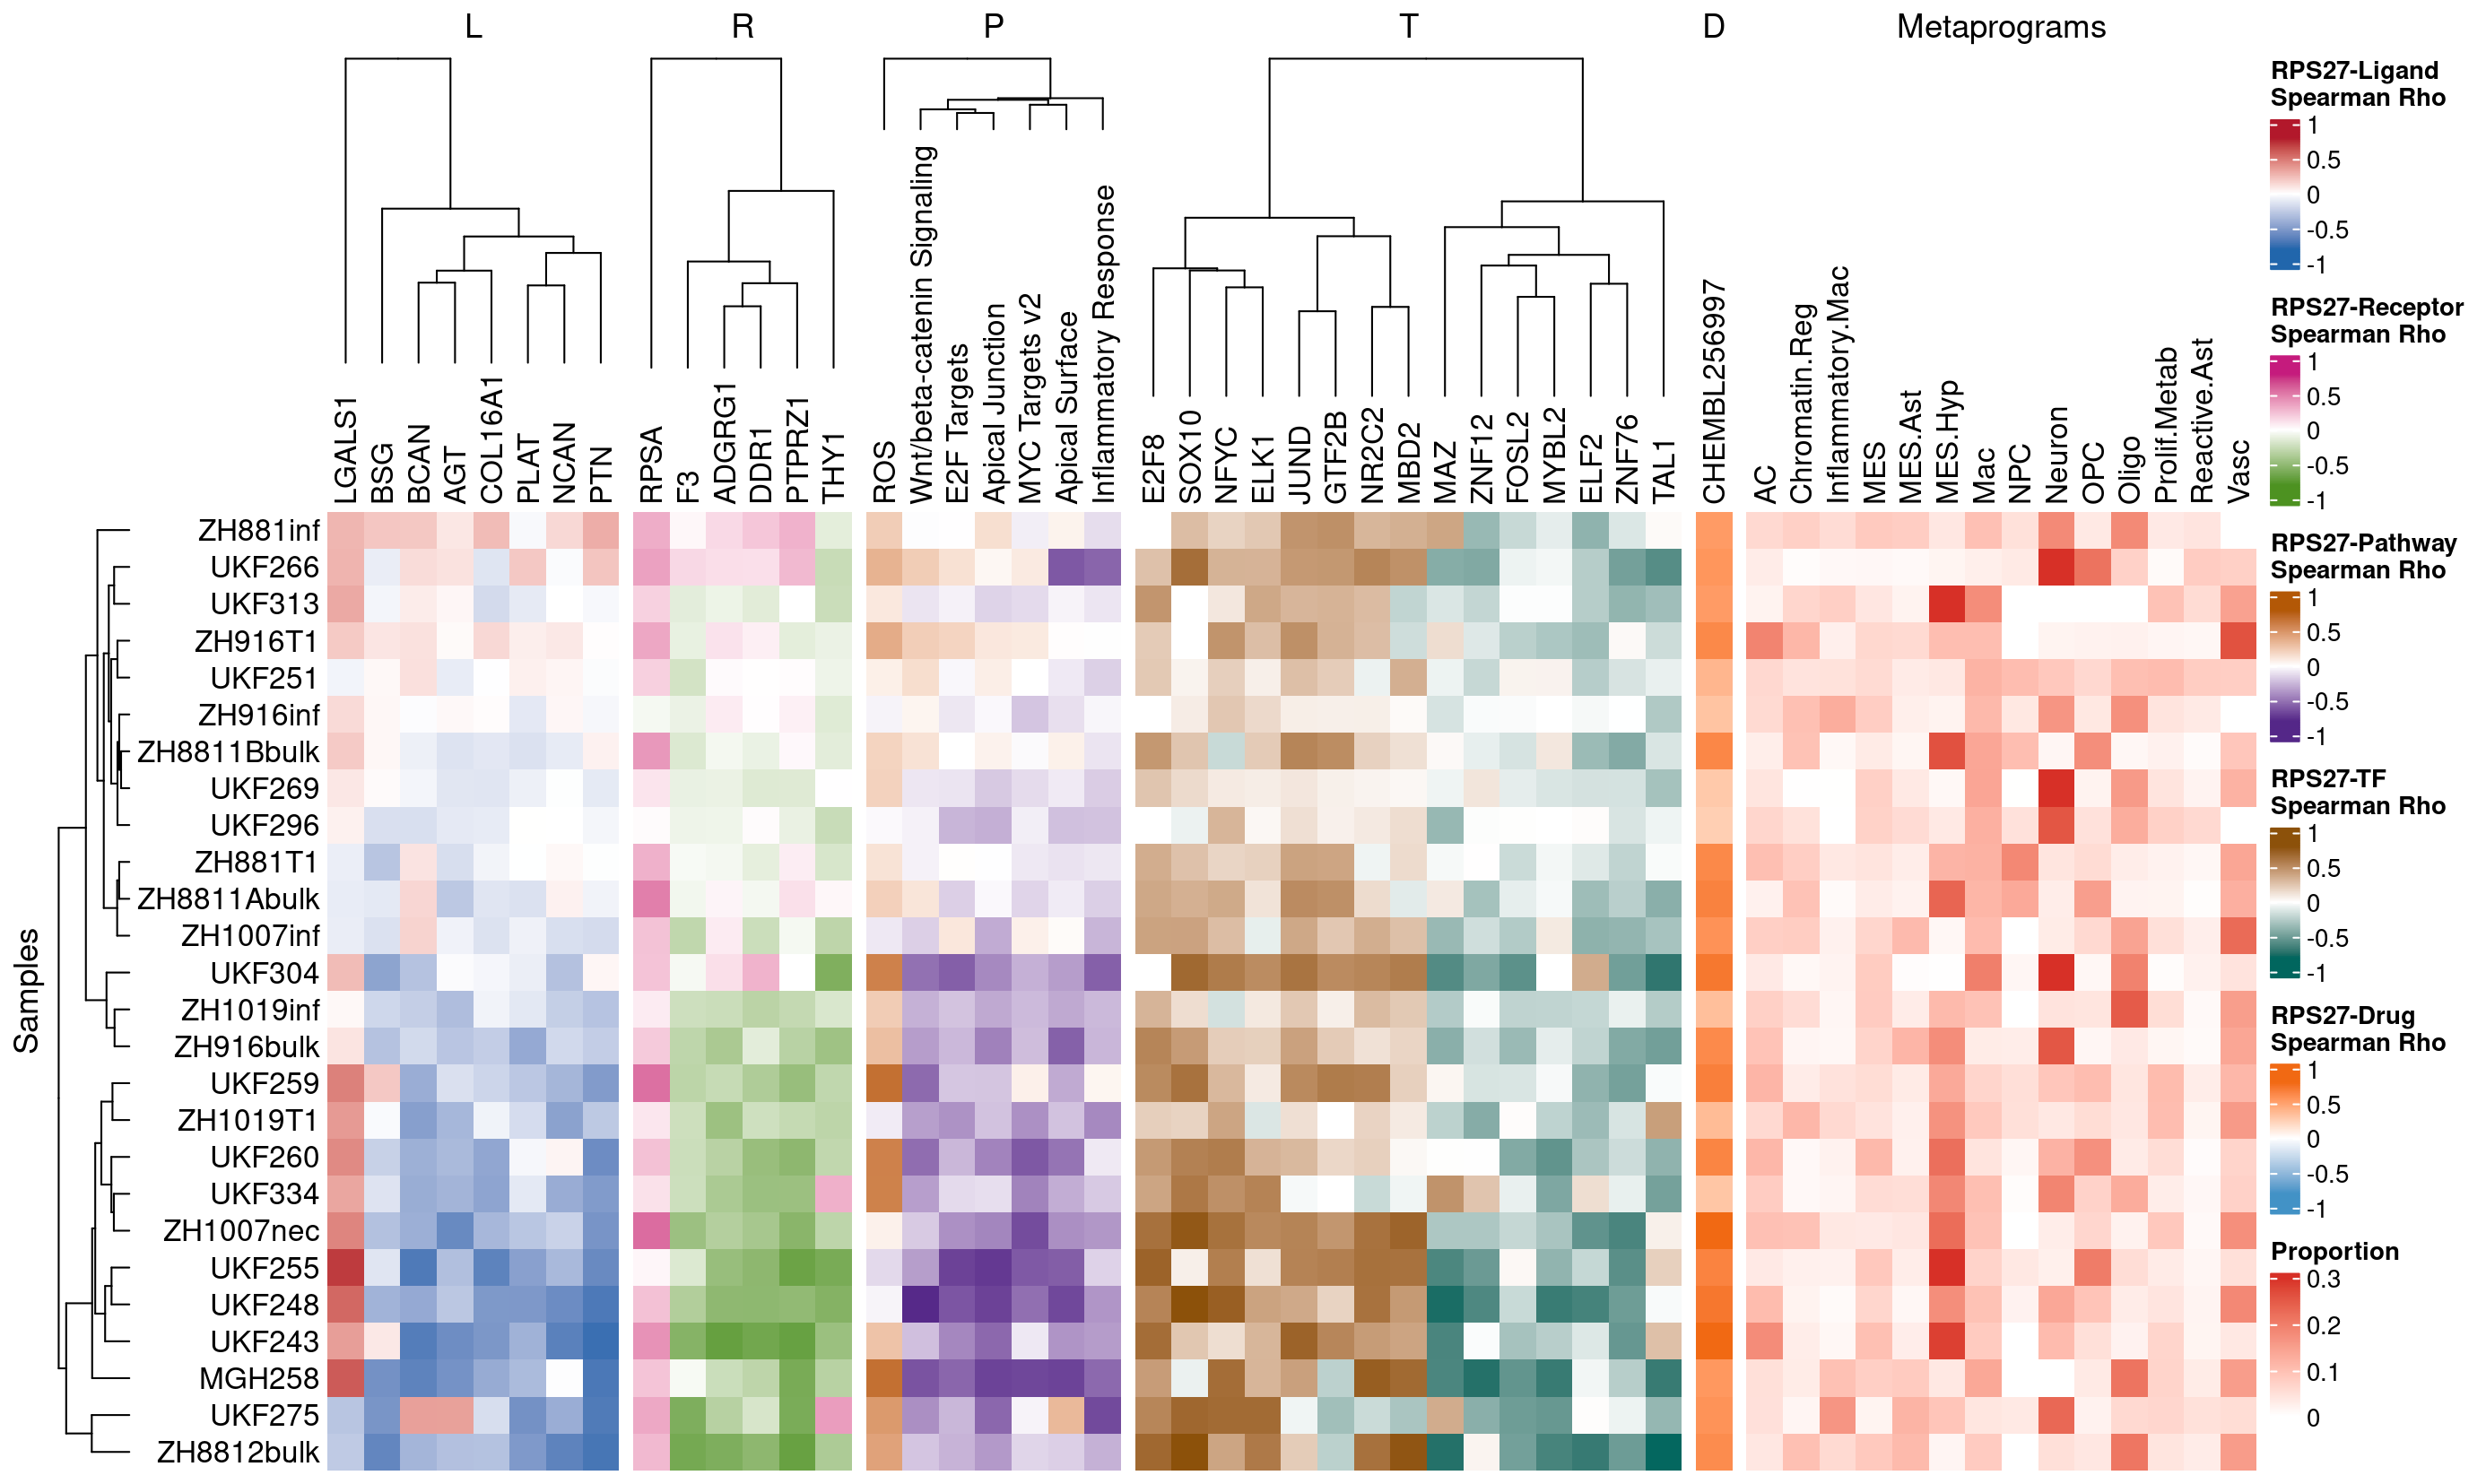 L R P T D Metaprograms
RPS27-Ligand
Spearman Rho
1
0.5
0
-0.5
-1
RPS27-Receptor
Spearman Rho
1
0.5
0
-0.5
-1
RPS27-Pathway
Spearman Rho
1
0.5
0
-0.5
-1
RPS27-TF
Spearman Rho
1
0.5
0
-0.5
-1
RPS27-Drug
Spearman Rho
1
0.5
0
-0.5
-1
Proportion
0.3
0.2
0.1
0
LGALS1
BSG
BCAN
AGT
COL16A1
PLAT
NCAN
PTN
RPSA
F3
ADGRG1
DDR1
PTPRZ1
THY1
ROS
Wnt/beta-catenin Signaling
E2F Targets
Apical Junction
MYC Targets v2
Apical Surface
Inflammatory Response
E2F8
SOX10
NFYC
ELK1
JUND
GTF2B
NR2C2
MBD2
MAZ
ZNF12
FOSL2
MYBL2
ELF2
ZNF76
TAL1
CHEMBL256997
AC
Chromatin.Reg
Inflammatory.Mac
MES
MES.Ast
MES.Hyp
Mac
NPC
Neuron
OPC
Oligo
Prolif.Metab
Reactive.Ast
Vasc
Samples
ZH881inf
UKF266
UKF313
ZH916T1
UKF251
ZH916inf
ZH8811Bbulk
UKF269
UKF296
ZH881T1
ZH8811Abulk
ZH1007inf
UKF304
ZH1019inf
ZH916bulk
UKF259
ZH1019T1
UKF260
UKF334
ZH1007nec
UKF255
UKF248
UKF243
MGH258
UKF275
ZH8812bulk